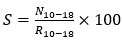 S = N₁₀₋₁₈ / R₁₀₋₁₈ × 100